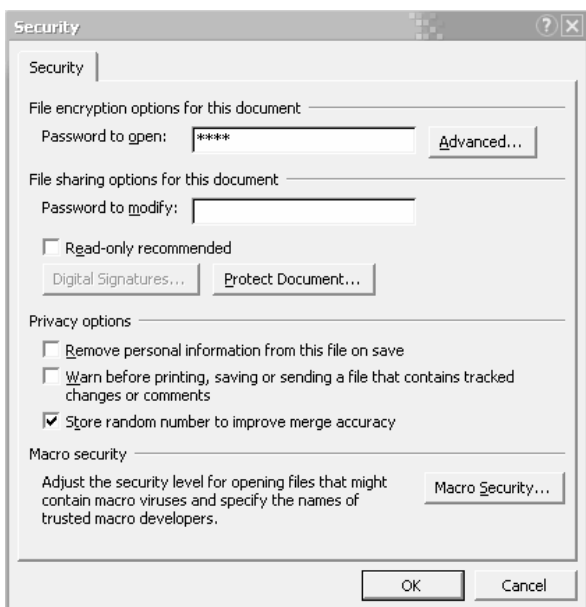 Security
Security
File encryption options for this document
Password to open: **** Advanced...
File sharing options for this document
Password to modify:
Read-only recommended
Digital Signatures... Protect Document...
Privacy options
Remove personal information from this file on save
Warn before printing, saving or sending a file that contains tracked
changes or comments
Store random number to improve merge accuracy
Macro security
Adjust the security level for opening files that might
contain macro viruses and specify the names of
trusted macro developers.
Macro Security...
OK Cancel